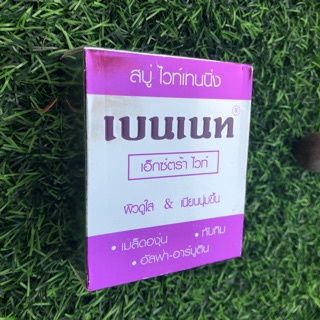 สบู่ ไวท์เทนนิ่ง
เบนเนท ®
เอ็กซ์ตร้า ไวท์
ผิวดูใส & เนียนนุ่มขึ้น
• เมล็ดองุ่น • ทับทิม
• อัลฟ่า-อาร์บูติน